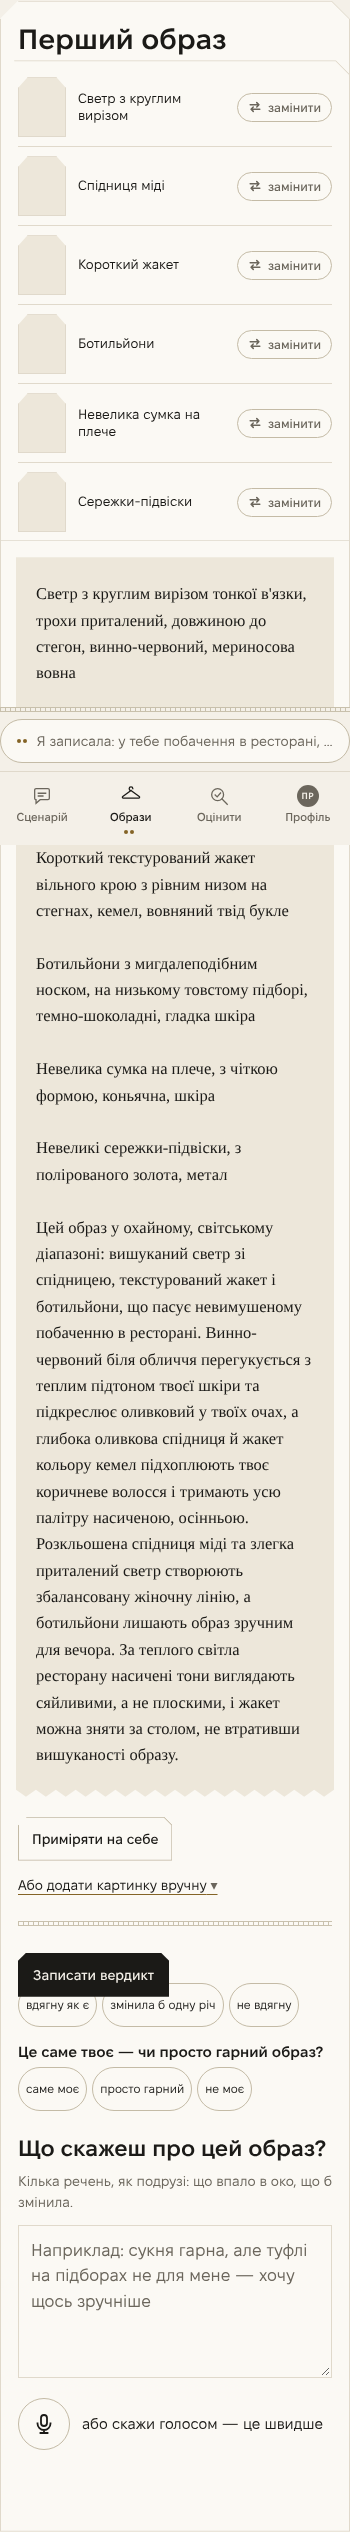 Перший образ
Светр з круглим
вирізом
замінити
Спідниця міді
замінити
Короткий жакет
замінити
Ботильйони
замінити
Невелика сумка на
плече
замінити
Сережки-підвіски
замінити
Светр з круглим вирізом тонкої в'язки,
трохи приталений, довжиною до
стегон, винно-червоний, мериносова
вовна
Я записала: у тебе побачення в ресторані, ...
Сценарій
Образи
Оцінити
ПР
Профіль
Короткий текстурований жакет
вільного крою з рівним низом на
стегнах, кемел, вовняний твід букле
Ботильйони з мигдалеподібним
носком, на низькому товстому підборі,
темно-шоколадні, гладка шкіра
Невелика сумка на плече, з чіткою
формою, коньячна, шкіра
Невеликі сережки-підвіски, з
полірованого золота, метал
Цей образ у охайному, світському
діапазоні: вишуканий светр зі
спідницею, текстурований жакет і
ботильйони, що пасує невимушеному
побаченню в ресторані. Винно-
червоний біля обличчя перегукується з
теплим підтоном твоєї шкіри та
підкреслює оливковий у твоїх очах, а
глибока оливкова спідниця й жакет
кольору кемел підхоплюють твоє
коричневе волосся і тримають усю
палітру насиченою, осінньою.
Розкльошена спідниця міді та злегка
приталений светр створюють
збалансовану жіночну лінію, а
ботильйони лишають образ зручним
для вечора. За теплого світла
ресторану насичені тони виглядають
сяйливими, а не плоскими, і жакет
можна зняти за столом, не втративши
вишуканості образу.
Приміряти на себе
Або додати картинку вручну ▾
Записати вердикт
вдягну як є
змінила б одну річ
не вдягну
Це саме твоє — чи просто гарний образ?
саме моє
просто гарний
не моє
Що скажеш про цей образ?
Кілька речень, як подрузі: що впало в око, що б
змінила.
Наприклад: сукня гарна, але туфлі
на підборах не для мене — хочу
щось зручніше
або скажи голосом — це швидше